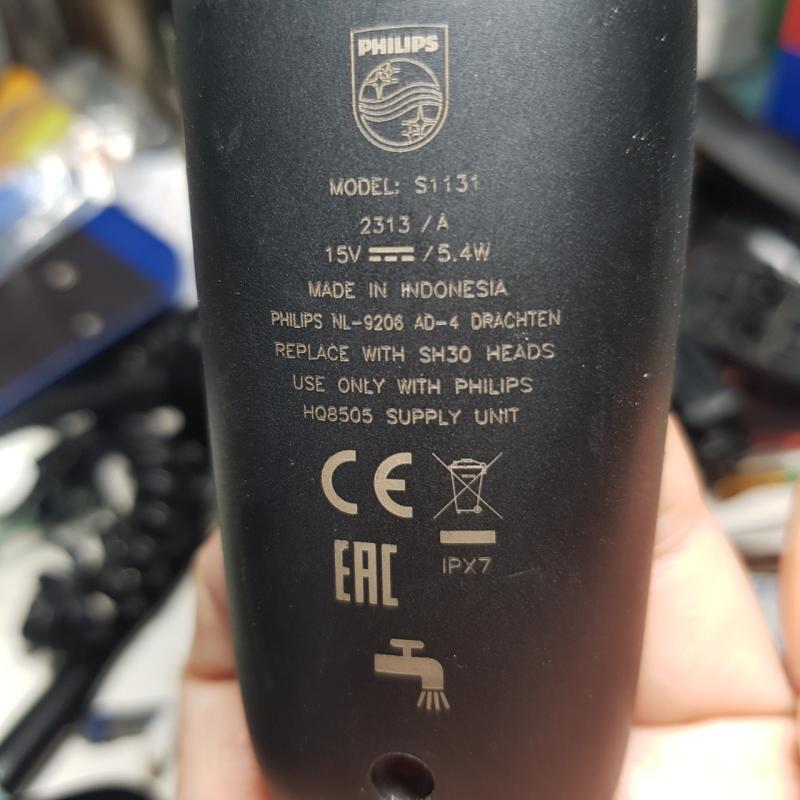 PHILIPS
MODEL: S1131
2313 / A
15V ⎓ / 5.4W
MADE IN INDONESIA
PHILIPS NL-9206 AD-4 DRACHTEN
REPLACE WITH SH30 HEADS
USE ONLY WITH PHILIPS
HQ8505 SUPPLY UNIT
CE
EAC
IPX7